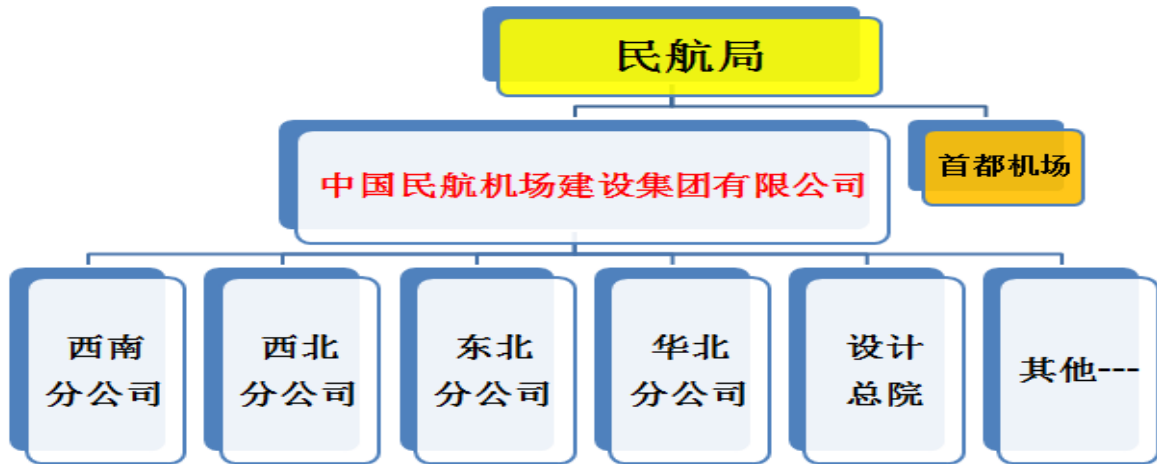 民航局
中国民航机场建设集团有限公司
首都机场
西南
分公司
西北
分公司
东北
分公司
华北
分公司
设计
总院
其他---